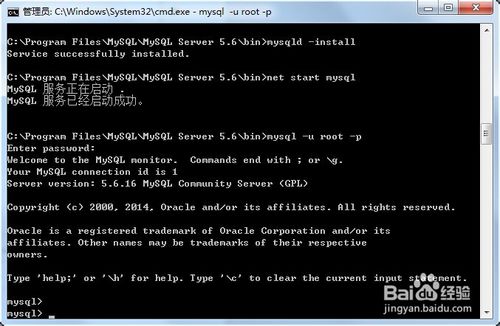 管理员: C:\Windows\System32\cmd.exe - mysql -u root -p
C:\Program Files\MySQL\MySQL Server 5.6\bin>mysqld -install
Service successfully installed.
C:\Program Files\MySQL\MySQL Server 5.6\bin>net start mysql
MySQL 服务正在启动 .
MySQL 服务已经启动成功。
C:\Program Files\MySQL\MySQL Server 5.6\bin>mysql -u root -p
Enter password:
Welcome to the MySQL monitor.  Commands end with ; or \g.
Your MySQL connection id is 1
Server version: 5.6.16 MySQL Community Server (GPL)
Copyright (c) 2000, 2014, Oracle and/or its affiliates. All rights reserved.
Oracle is a registered trademark of Oracle Corporation and/or its
affiliates. Other names may be trademarks of their respective
owners.
Type 'help;' or '\h' for help. Type '\c' to clear the current input statement.
mysql>
mysql>
Bai du 经验
jingyan.baidu.com